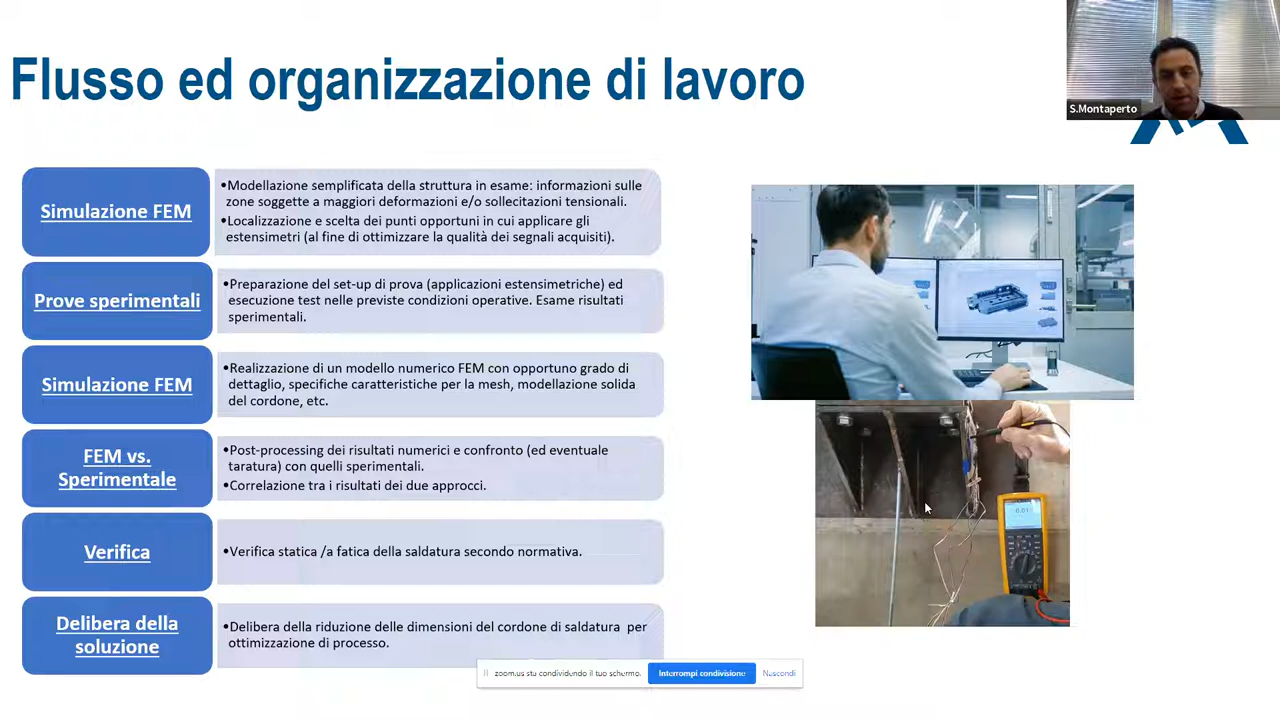 Flusso ed organizzazione di lavoro
S.Montaperto
Simulazione FEM
•Modellazione semplificata della struttura in esame: informazioni sulle
zone soggette a maggiori deformazioni e/o sollecitazioni tensionali.
•Localizzazione e scelta dei punti opportuni in cui applicare gli
estensimetri (al fine di ottimizzare la qualità dei segnali acquisiti).
Prove sperimentali
•Preparazione del set-up di prova (applicazioni estensimetriche) ed
esecuzione test nelle previste condizioni operative. Esame risultati
sperimentali.
Simulazione FEM
•Realizzazione di un modello numerico FEM con opportuno grado di
dettaglio, specifiche caratteristiche per la mesh, modellazione solida
del cordone, etc.
FEM vs.
Sperimentale
•Post-processing dei risultati numerici e confronto (ed eventuale
taratura) con quelli sperimentali.
•Correlazione tra i risultati dei due approcci.
Verifica
•Verifica statica /a fatica della saldatura secondo normativa.
Delibera della
soluzione
•Delibera della riduzione delle dimensioni del cordone di saldatura per
ottimizzazione di processo.
zoom.us sta condividendo il tuo schermo.
Interrompi condivisione
Nascondi